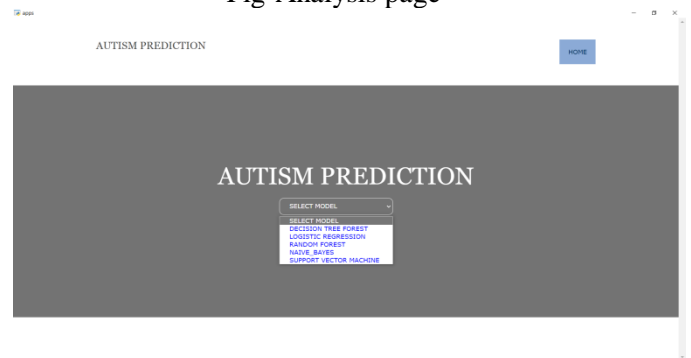 Fig Analysis page
apps
AUTISM PREDICTION
HOME
AUTISM PREDICTION
SELECT MODEL
SELECT MODEL
DECISION TREE FOREST
LOGISTIC REGRESSION
RANDOM FOREST
NAIVE_BAYES
SUPPORT VECTOR MACHINE